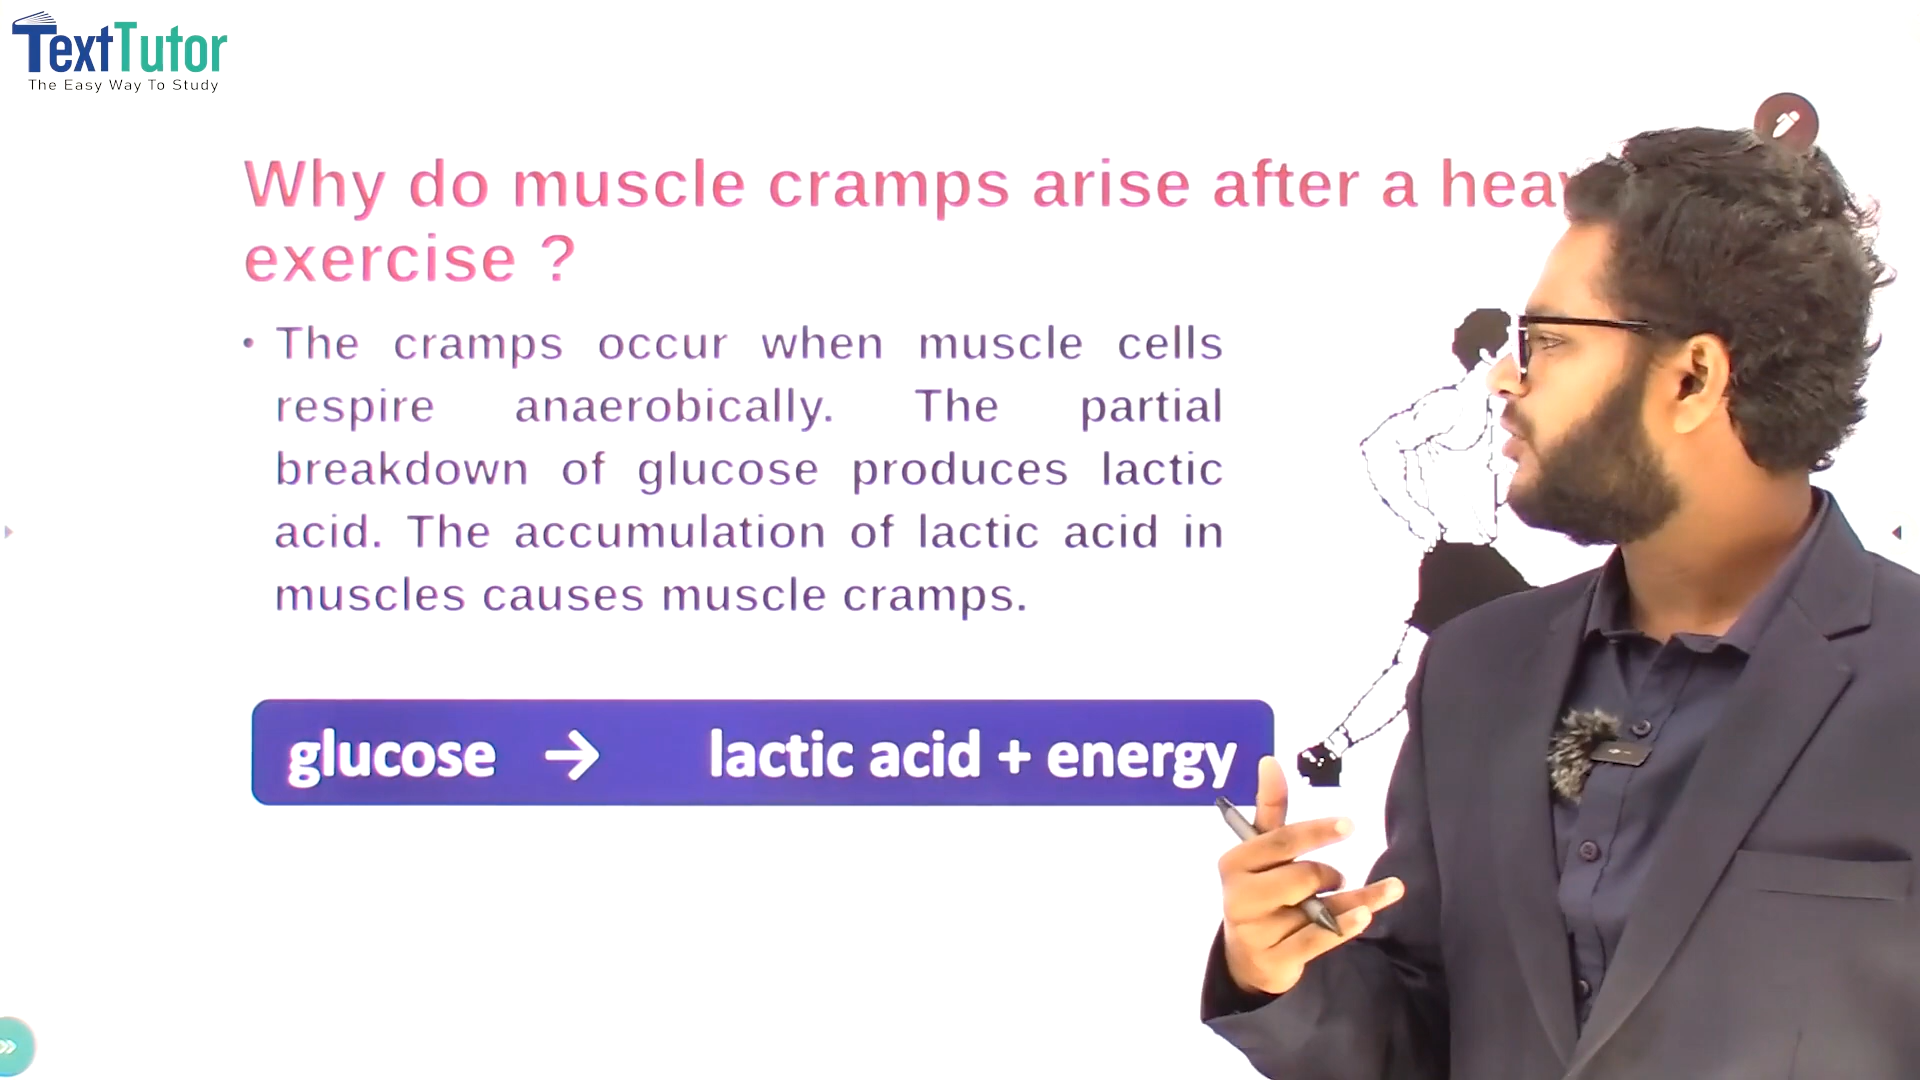 TextTutor
The Easy Way To Study
Why do muscle cramps arise after a
exercise ?
• The cramps occur when muscle cells
respire anaerobically. The partial
breakdown of glucose produces lactic
acid. The accumulation of lactic acid in
muscles causes muscle cramps.
glucose → lactic acid + energy